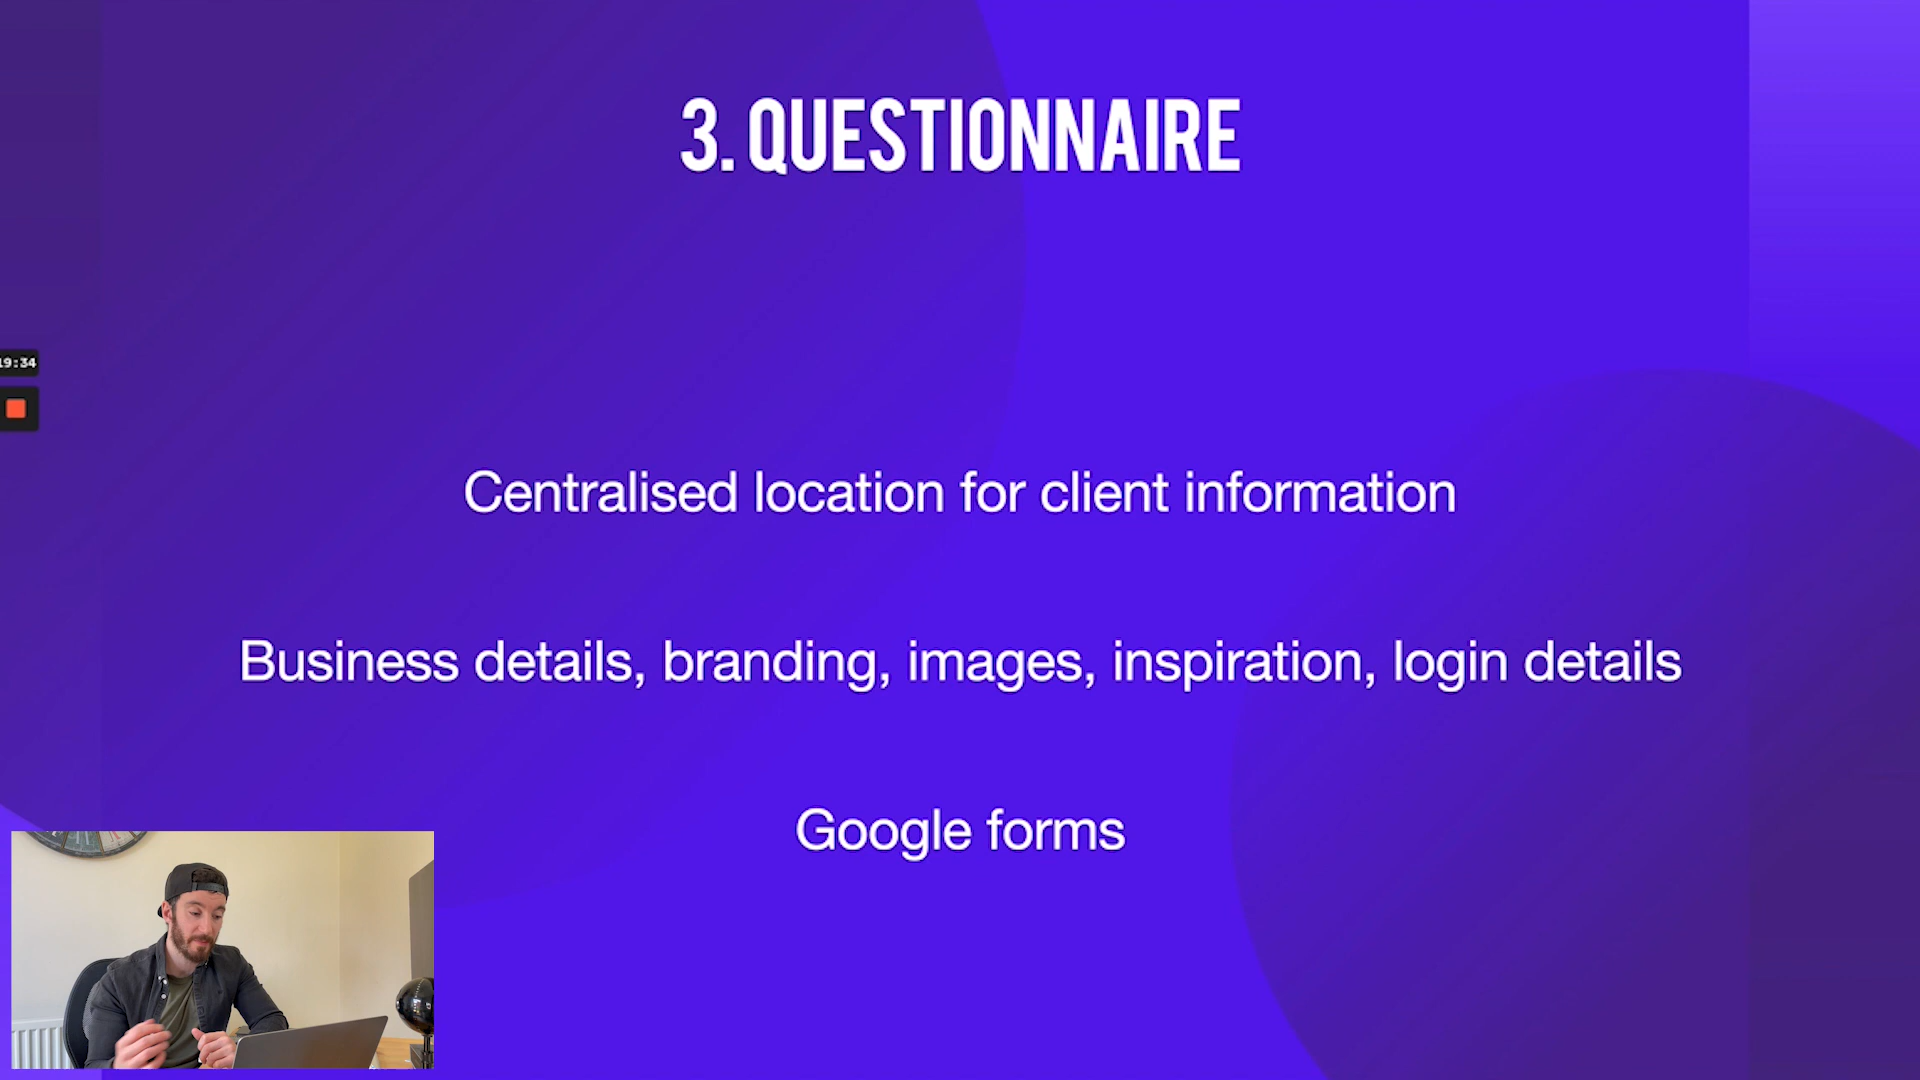 3. QUESTIONNAIRE
19:34
Centralised location for client information
Business details, branding, images, inspiration, login details
Google forms